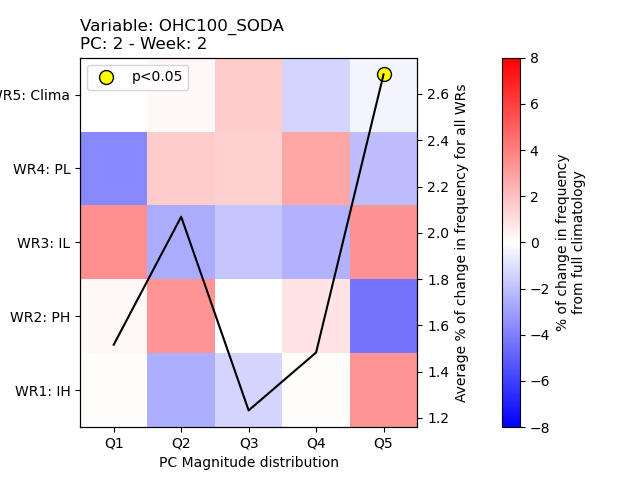 Variable: OHC100_SODA
PC: 2 - Week: 2
p<0.05
WR5: Clima
WR4: PL
WR3: IL
WR2: PH
WR1: IH
Q1 Q2 Q3 Q4 Q5
PC Magnitude distribution
2.6
2.4
2.2
2.0
1.8
1.6
1.4
1.2
Average % of change in frequency for all WRs
8
6
4
2
0
−2
−4
−6
−8
% of change in frequency
from full climatology